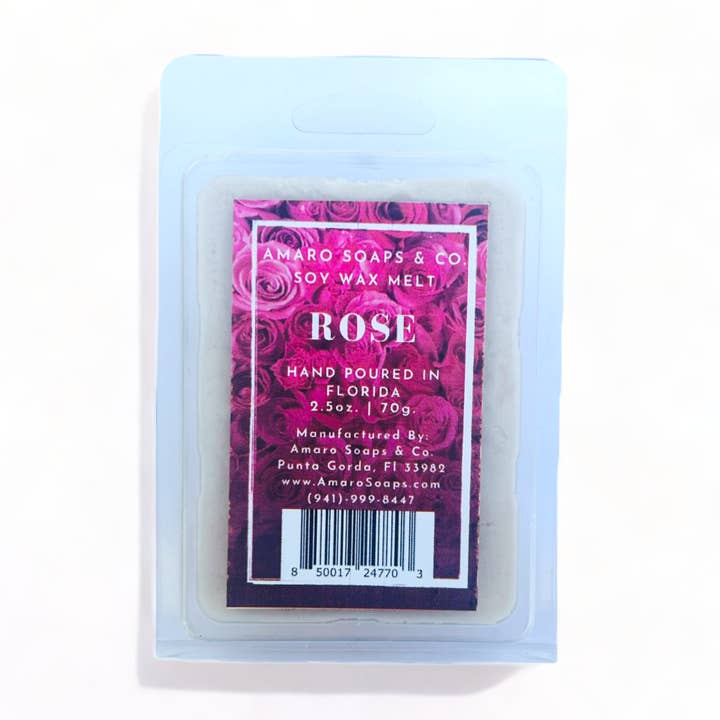 AMARO SOAPS & CO.
SOY WAX MELT
ROSE
HAND POURED IN
FLORIDA
2.5oz. | 70g.
Manufactured By:
Amaro Soaps & Co.
Punta Gorda, Fl 33982
www.AmaroSoaps.com
(941)-999-8447
8 50017 24770 3